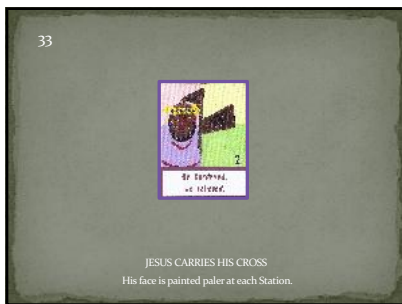 33
2
JESUS CARRIES HIS CROSS
His face is painted paler at each Station.